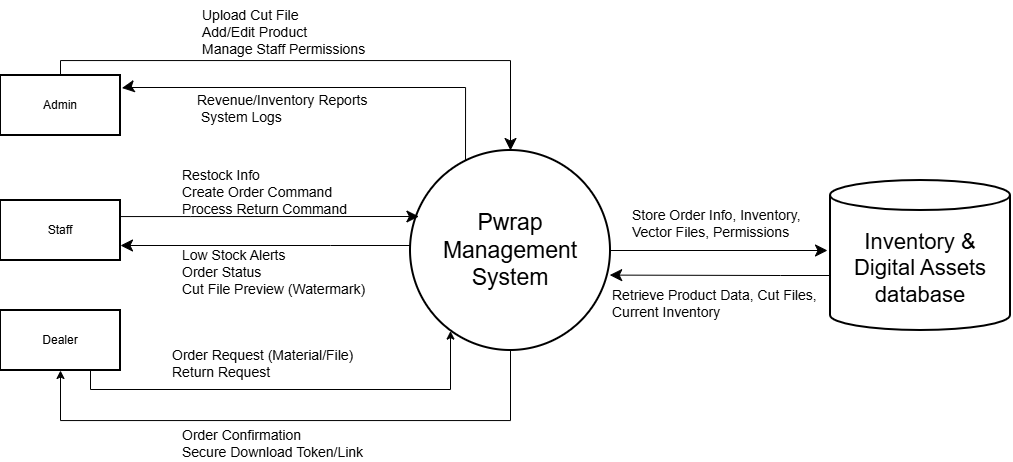 Upload Cut File
Add/Edit Product
Manage Staff Permissions
Admin
Revenue/Inventory Reports
System Logs
Restock Info
Create Order Command
Process Return Command
Staff
Low Stock Alerts
Order Status
Cut File Preview (Watermark)
Dealer
Order Request (Material/File)
Return Request
Order Confirmation
Secure Download Token/Link
Pwrap
Management
System
Store Order Info, Inventory,
Vector Files, Permissions
Retrieve Product Data, Cut Files,
Current Inventory
Inventory &
Digital Assets
database